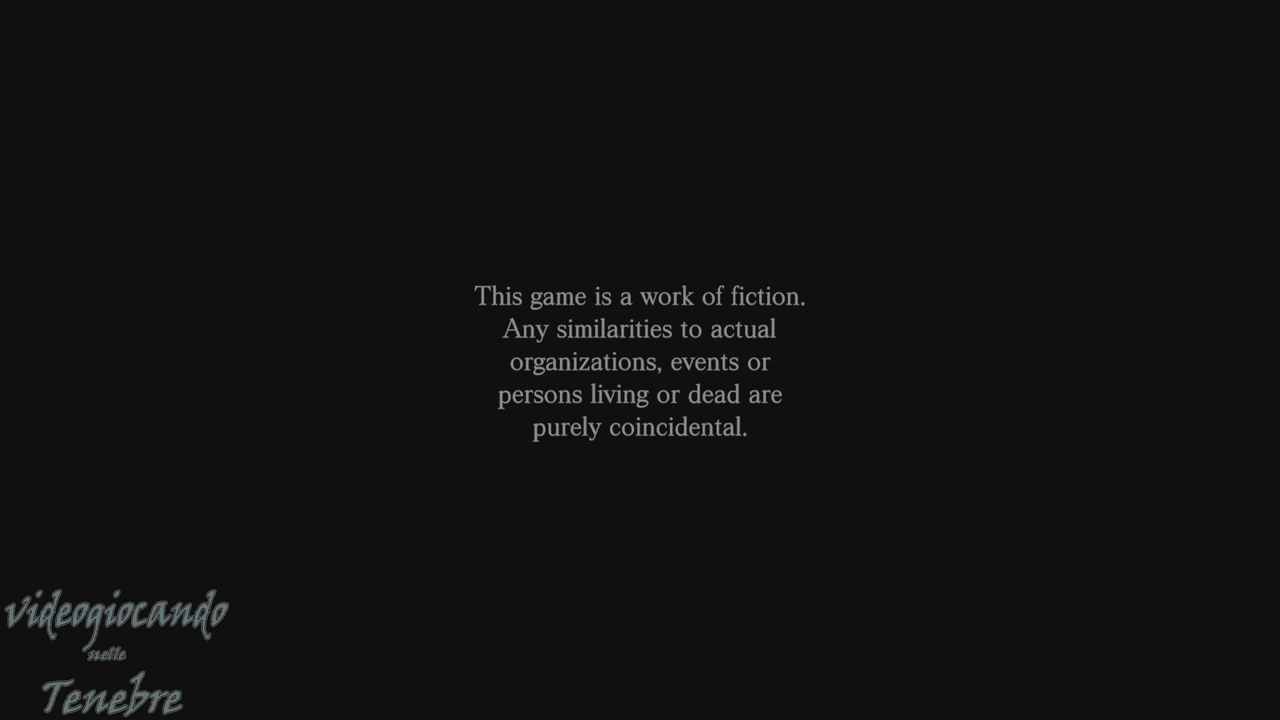 This game is a work of fiction.
Any similarities to actual
organizations, events or
persons living or dead are
purely coincidental.
videogiocando
nelle
Tenebre